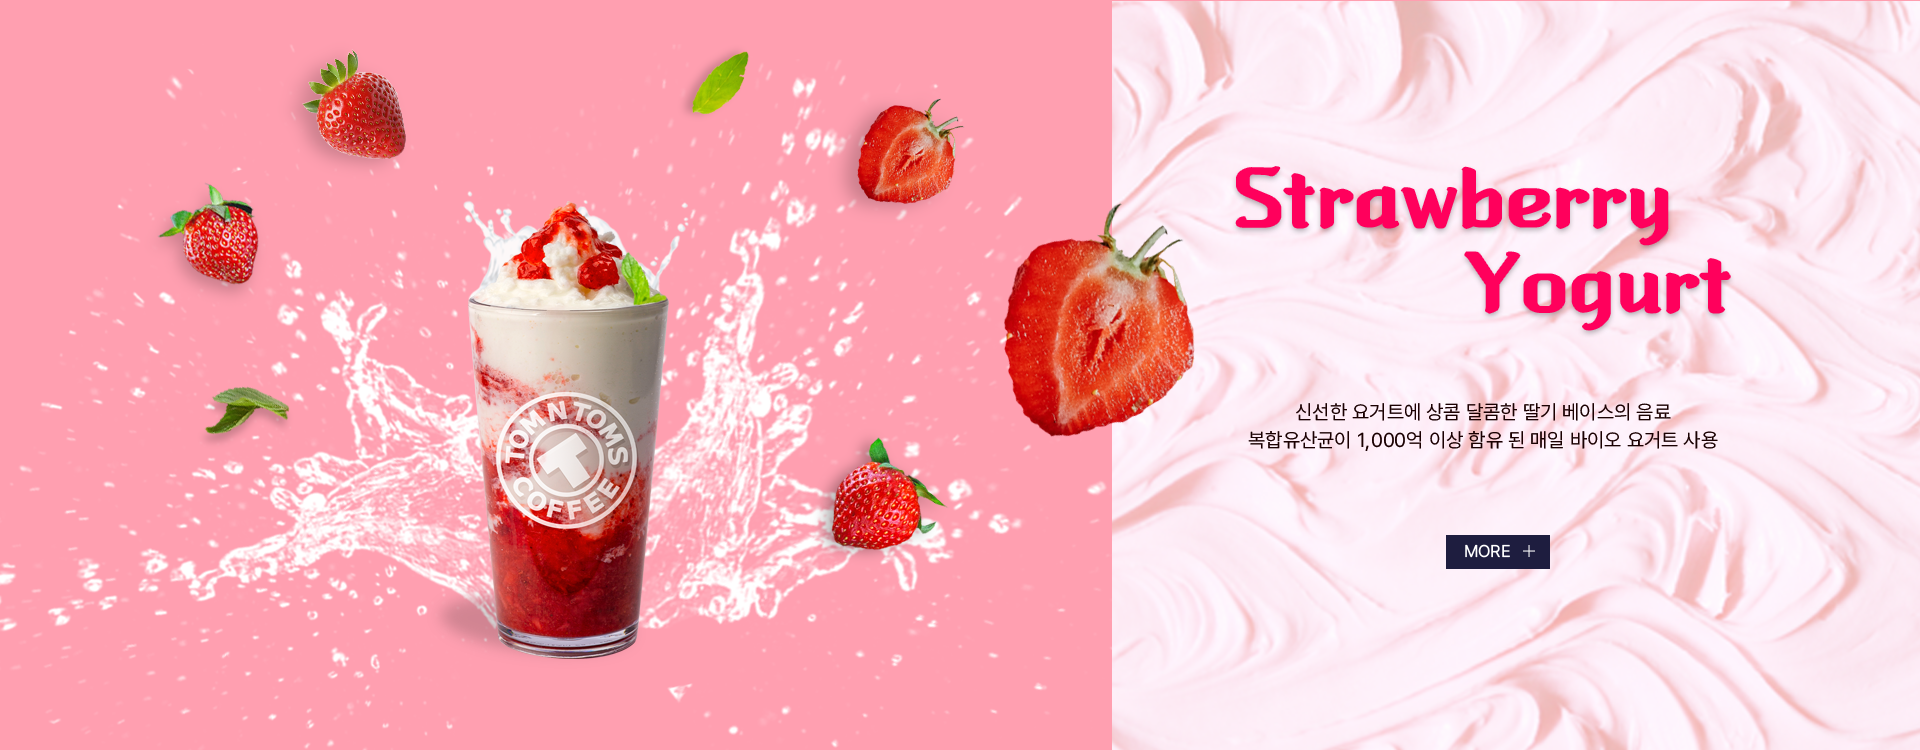 TOM N TOMS
COFFEE
Strawberry
Yogurt
신선한 요거트에 상콤 달콤한 딸기 베이스의 음료
복합유산균이 1,000억 이상 함유 된 매일 바이오 요거트 사용
MORE +